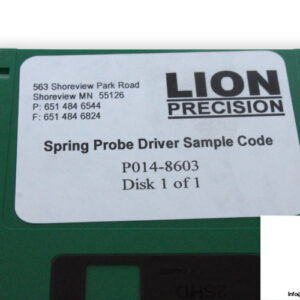 563 Shoreview Park Road
Shoreview MN 55126
P: 651 484 6544
F: 651 484 6824
LION
PRECISION
Spring Probe Driver Sample Code
P014-8603
Disk 1 of 1
2SHD